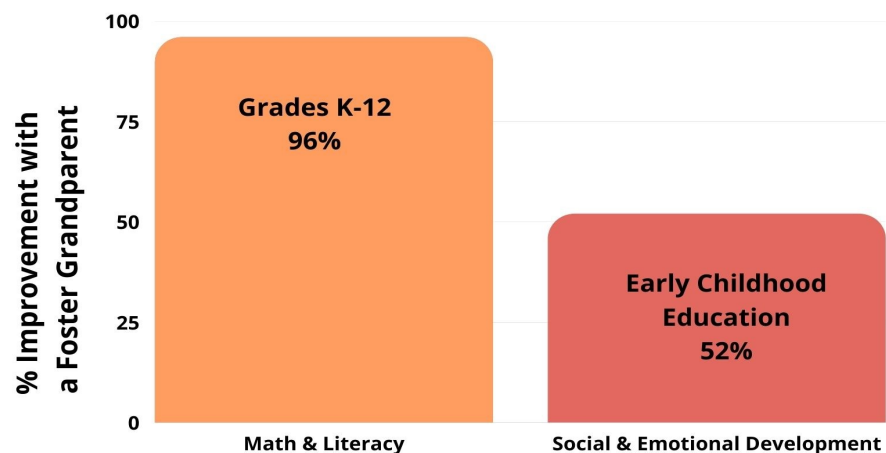 % Improvement with
a Foster Grandparent
100
75
50
25
0
Grades K-12
96%
Early Childhood
Education
52%
Math & Literacy
Social & Emotional Development